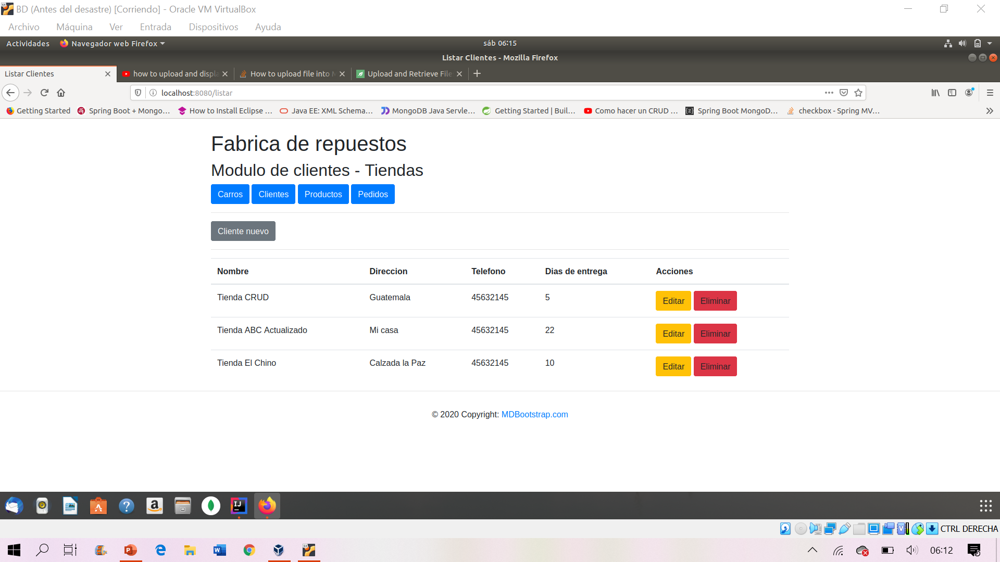 BD (Antes del desastre) [Corriendo] - Oracle VM VirtualBox
Archivo Máquina Ver Entrada Dispositivos Ayuda
Actividades Navegador web Firefox sáb 06:15
Listar Clientes - Mozilla Firefox
Listar Clientes how to upload and displa How to upload file into M Upload and Retrieve File
localhost:8080/listar
Getting Started Spring Boot + Mongo... How to Install Eclipse ... Java EE: XML Schema... MongoDB Java Servle... Getting Started | Buil... Como hacer un CRUD ... Spring Boot MongoD... checkbox - Spring MV...
Fabrica de repuestos
Modulo de clientes - Tiendas
Carros Clientes Productos Pedidos
Cliente nuevo
Nombre Direccion Telefono Dias de entrega Acciones
Tienda CRUD Guatemala 45632145 5 Editar Eliminar
Tienda ABC Actualizado Mi casa 45632145 22 Editar Eliminar
Tienda El Chino Calzada la Paz 45632145 10 Editar Eliminar
© 2020 Copyright: MDBootstrap.com
CTRL DERECHA
06:12